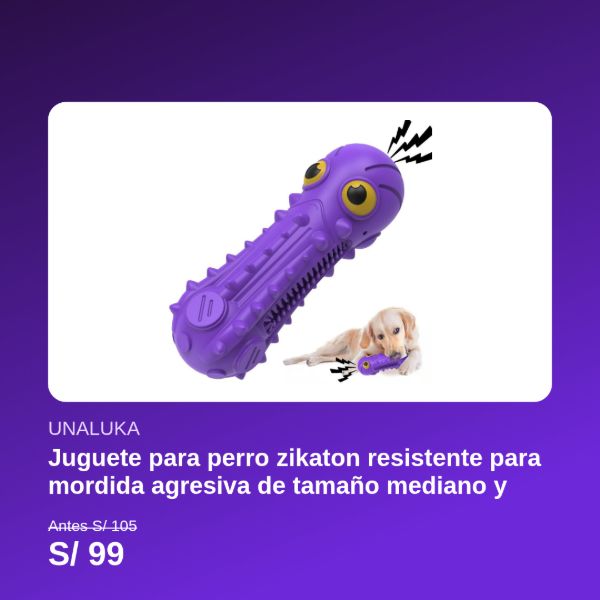 UNALUKA
Juguete para perro zikaton resistente para
mordida agresiva de tamaño mediano y
Antes S/ 105
S/ 99